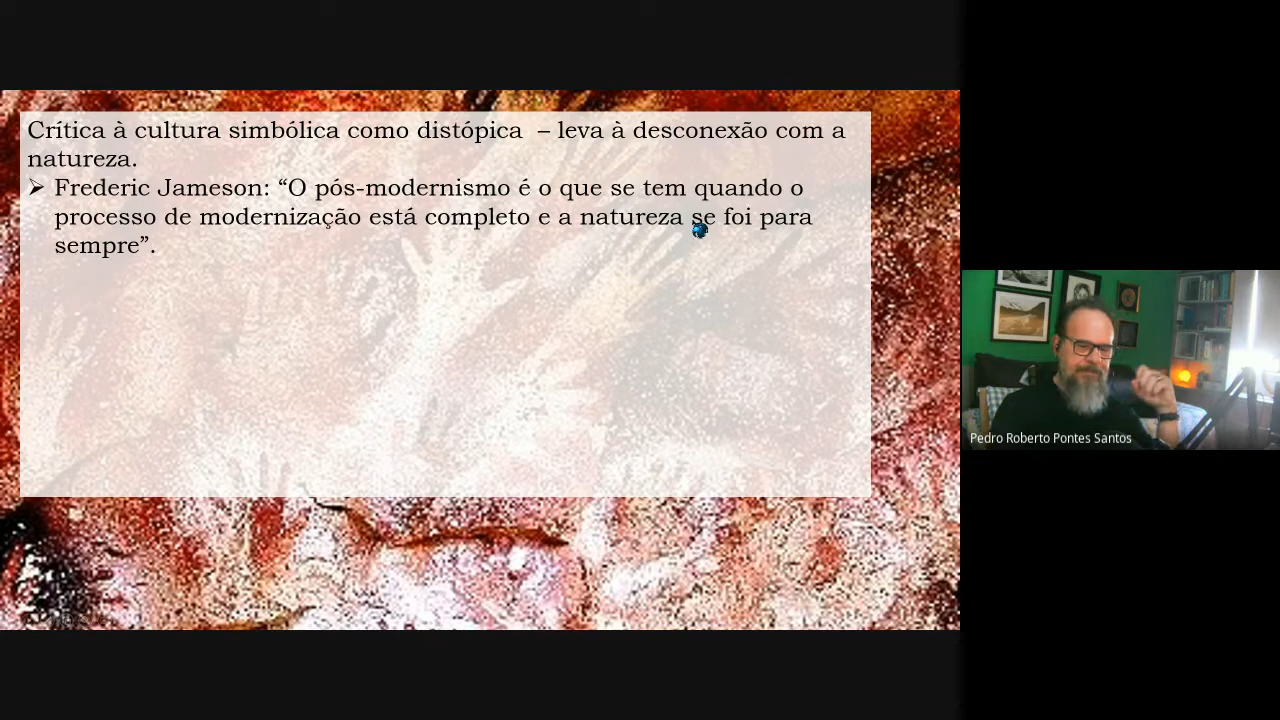 Crítica à cultura simbólica como distópica – leva à desconexão com a
natureza.
➢ Frederic Jameson: “O pós-modernismo é o que se tem quando o
processo de modernização está completo e a natureza se foi para
sempre”.
Pedro Roberto Pontes Santos